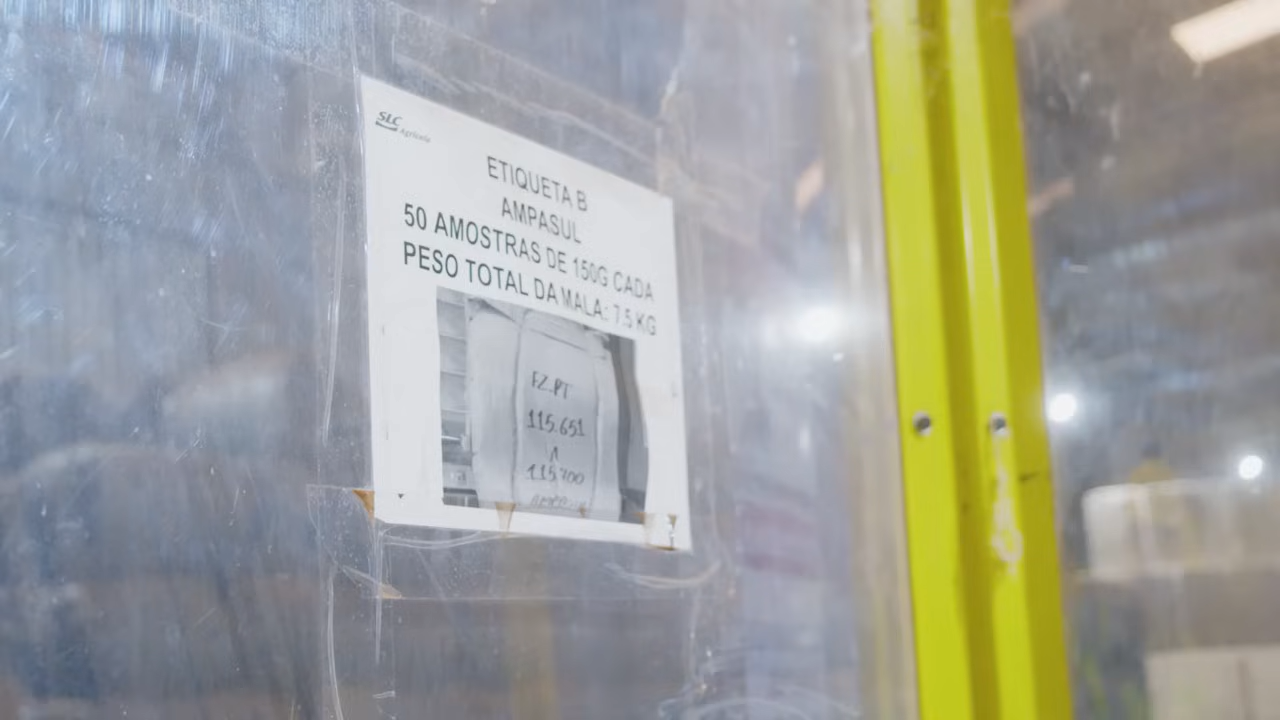 SLC
Agrícola
ETIQUETA B
AMPASUL
50 AMOSTRAS DE 150G CADA
PESO TOTAL DA MALA: 7.5 KG
FZ.PT
115.651
A
115.700